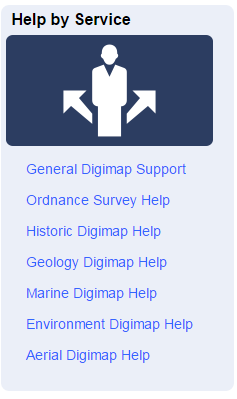 Help by Service
General Digimap Support
Ordnance Survey Help
Historic Digimap Help
Geology Digimap Help
Marine Digimap Help
Environment Digimap Help
Aerial Digimap Help